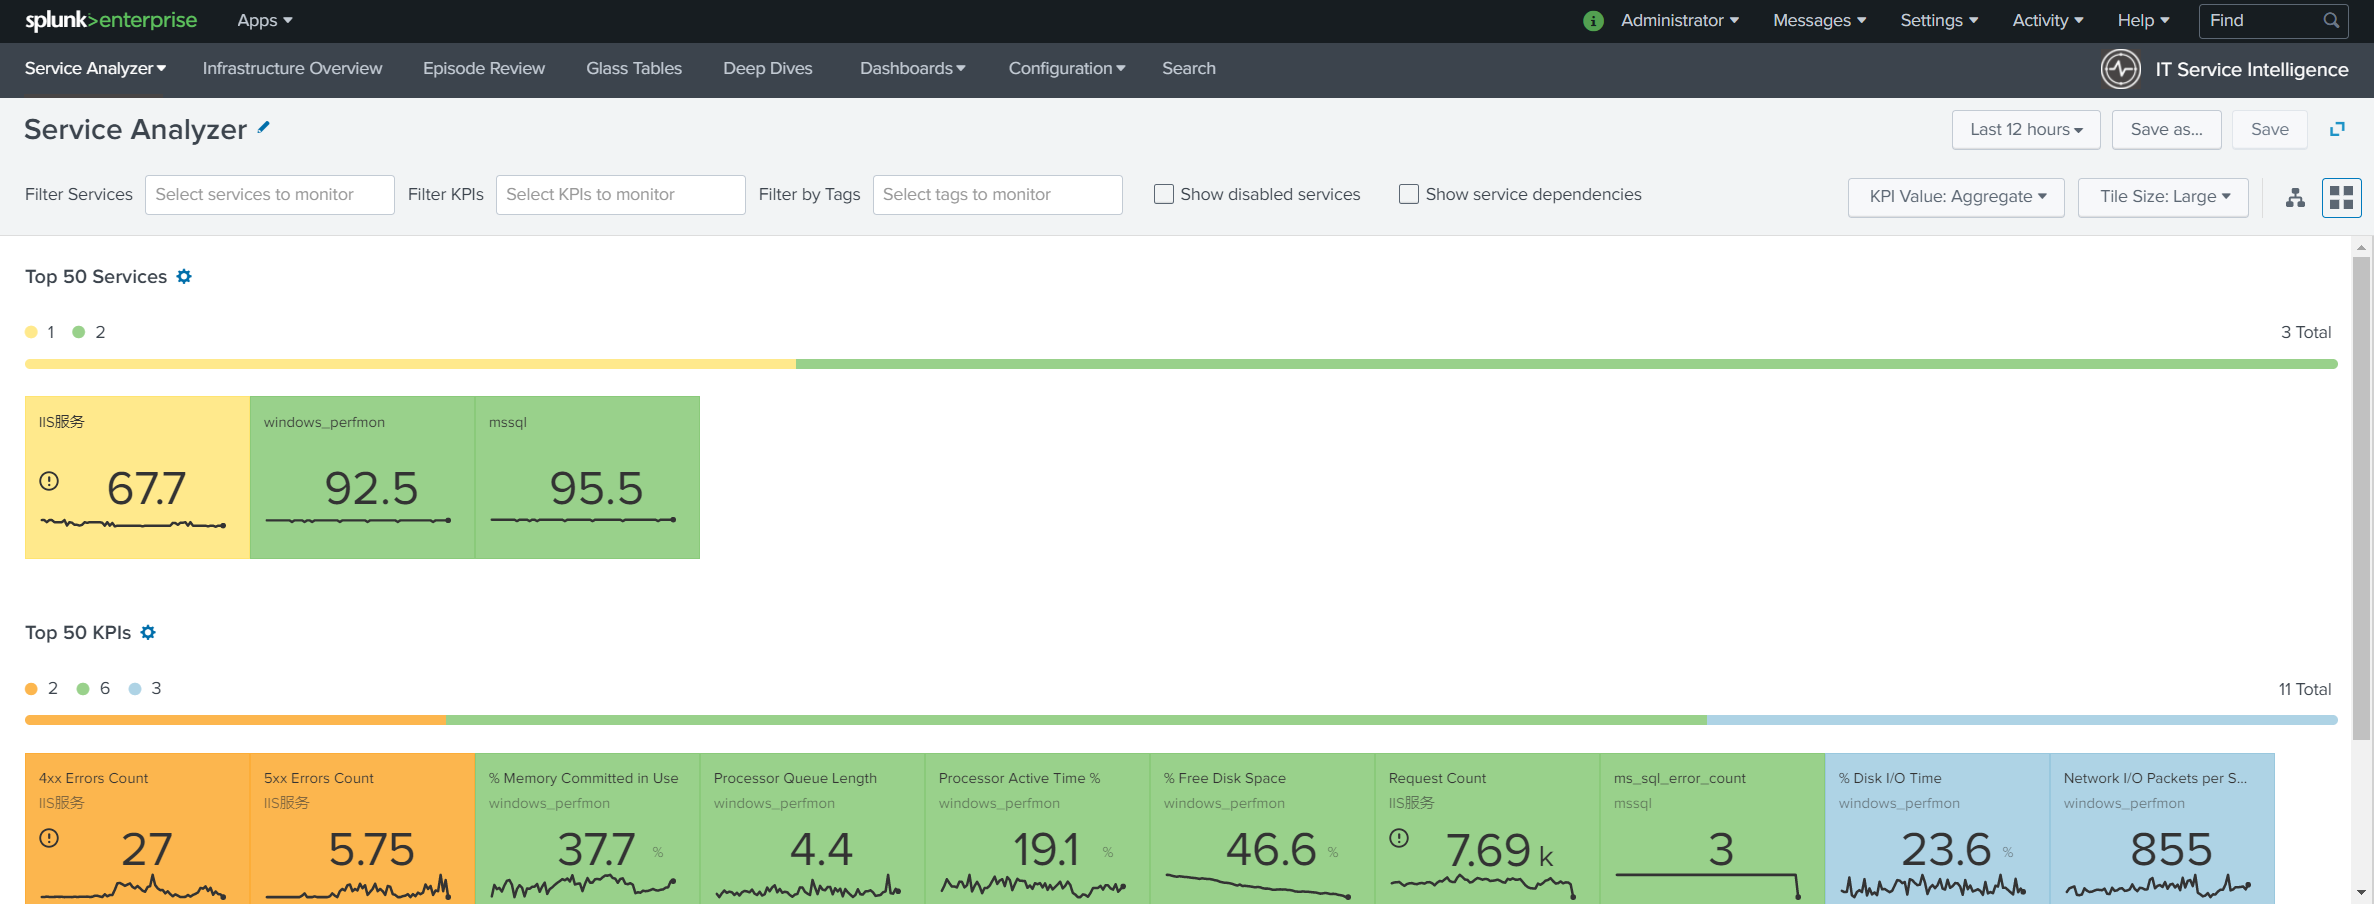 splunk>enterprise Apps Administrator Messages Settings Activity Help Find
Service Analyzer Infrastructure Overview Episode Review Glass Tables Deep Dives Dashboards Configuration Search IT Service Intelligence
Service Analyzer Last 12 hours Save as... Save
Filter Services Select services to monitor Filter KPIs Select KPIs to monitor Filter by Tags Select tags to monitor Show disabled services Show service dependencies KPI Value: Aggregate Tile Size: Large
Top 50 Services
1 2 3 Total
IIS服务 windows_perfmon mssql
67.7 92.5 95.5
Top 50 KPIs
2 6 3 11 Total
4xx Errors Count 5xx Errors Count % Memory Committed in Use Processor Queue Length Processor Active Time % % Free Disk Space Request Count ms_sql_error_count % Disk I/O Time Network I/O Packets per S...
IIS服务 IIS服务 windows_perfmon windows_perfmon windows_perfmon windows_perfmon IIS服务 mssql windows_perfmon windows_perfmon
27 5.75 37.7 % 4.4 19.1 % 46.6 % 7.69 k 3 23.6 % 855